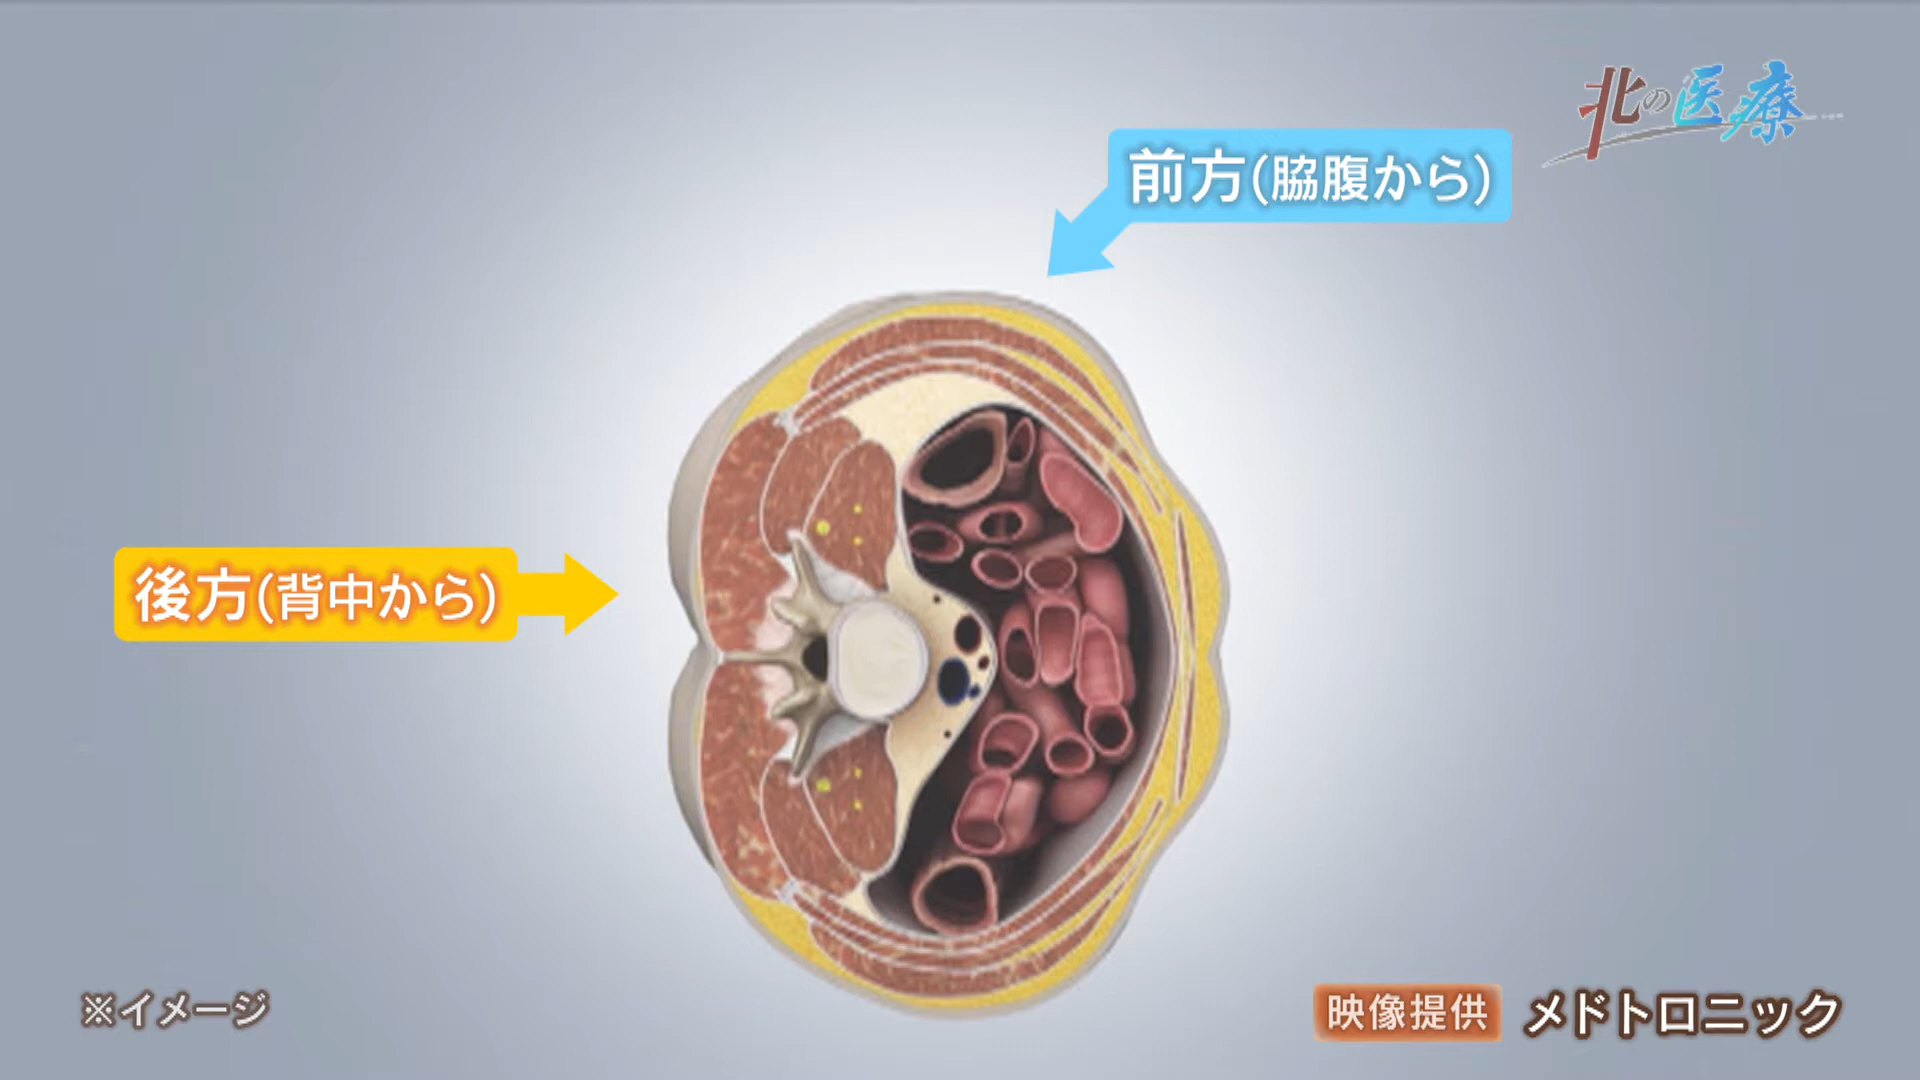 北の医療…
前方(脇腹から)
後方(背中から)
※イメージ
映像提供 メドトロニック